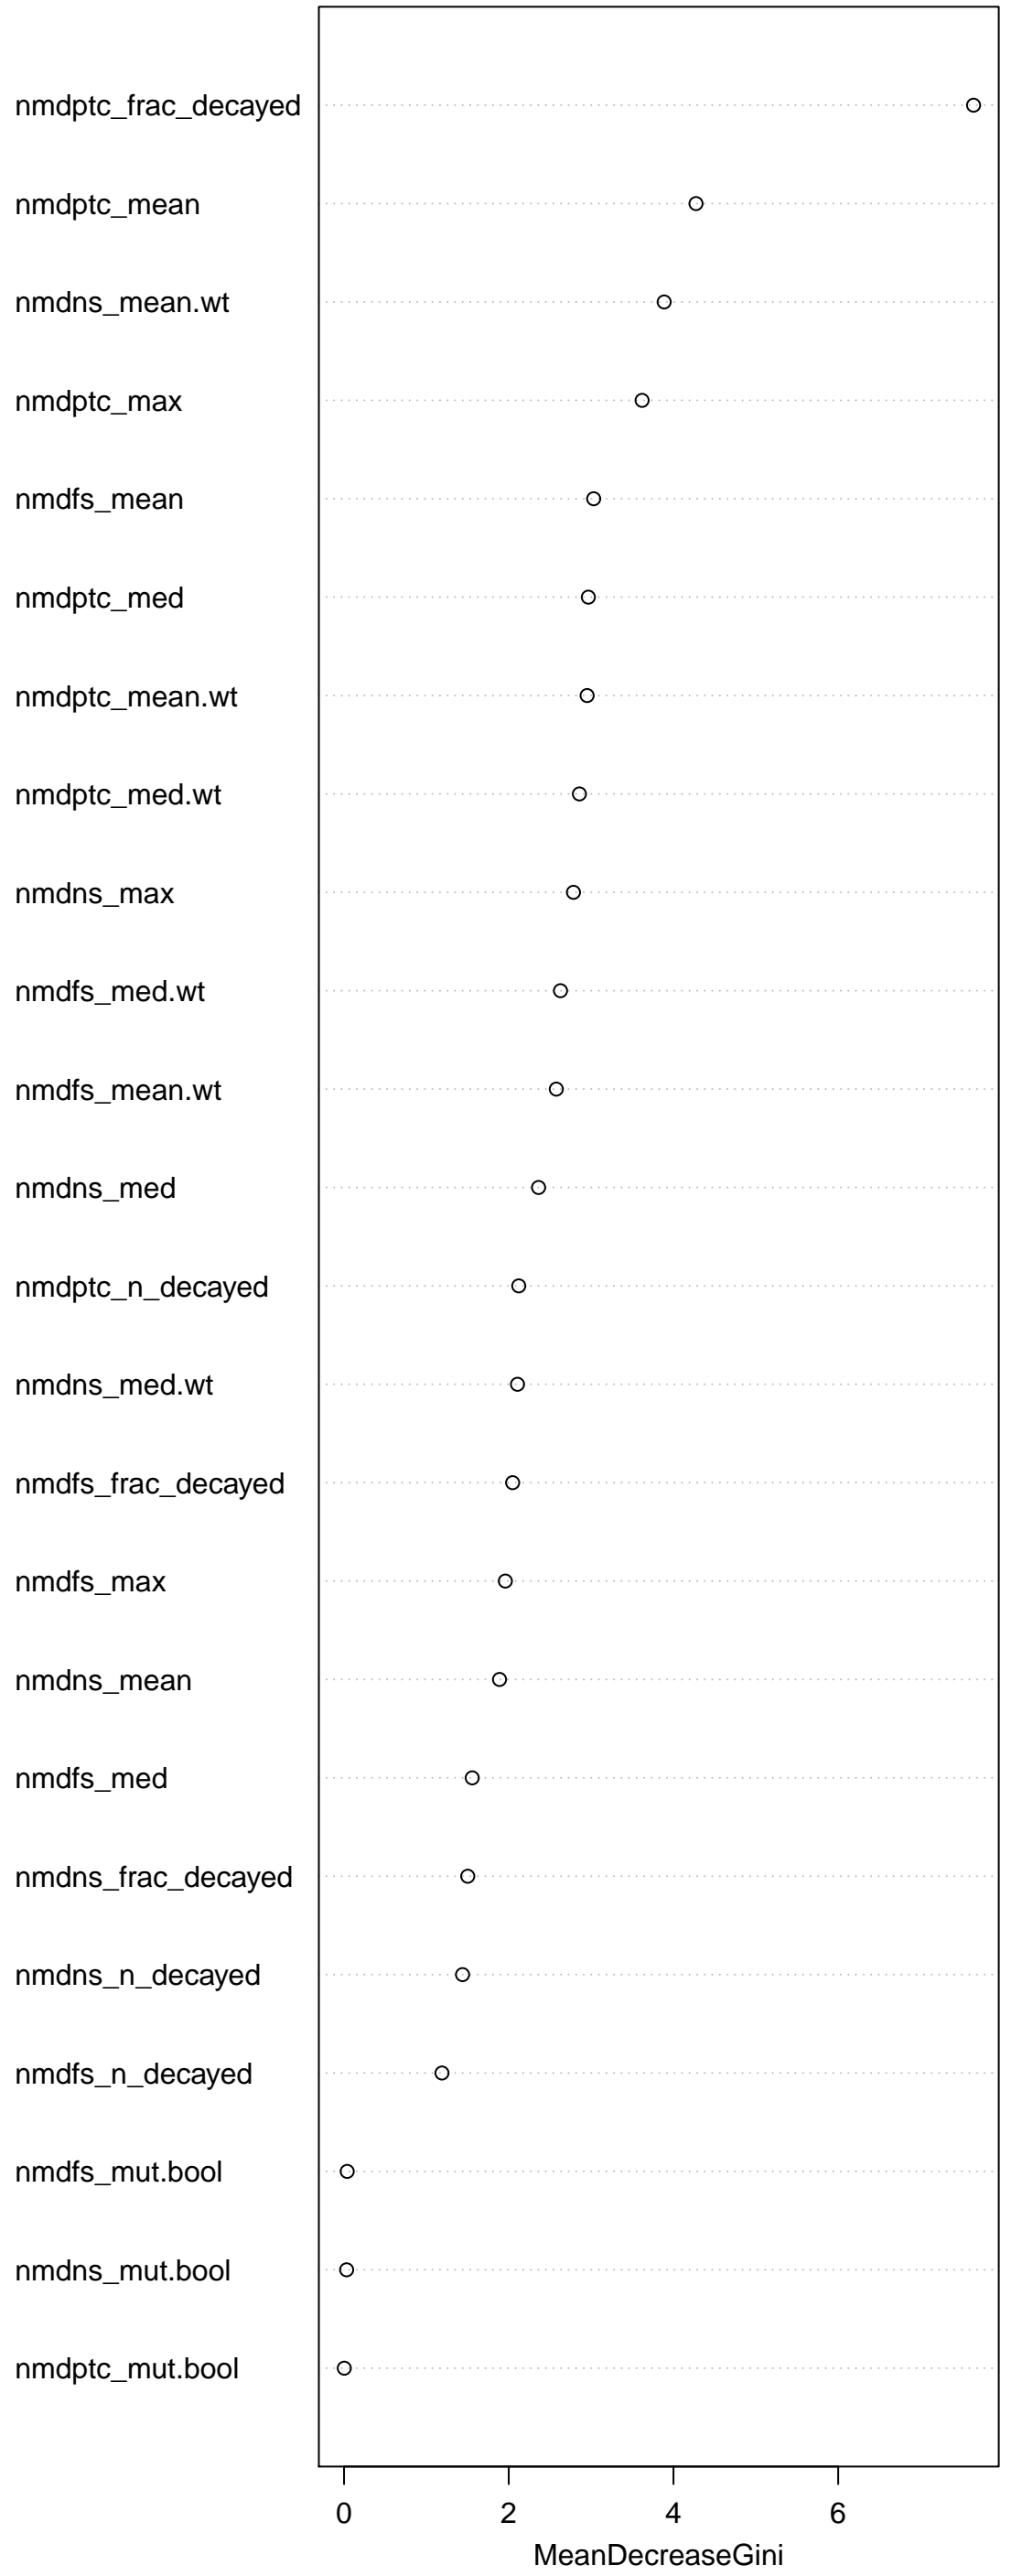 nmdptc_frac_decayed
nmdptc_mean
nmdns_mean.wt
nmdptc_max
nmdfs_mean
nmdptc_med
nmdptc_mean.wt
nmdptc_med.wt
nmdns_max
nmdfs_med.wt
nmdfs_mean.wt
nmdns_med
nmdptc_n_decayed
nmdns_med.wt
nmdfs_frac_decayed
nmdfs_max
nmdns_mean
nmdfs_med
nmdns_frac_decayed
nmdns_n_decayed
nmdfs_n_decayed
nmdfs_mut.bool
nmdns_mut.bool
nmdptc_mut.bool
0 2 4 6
MeanDecreaseGini